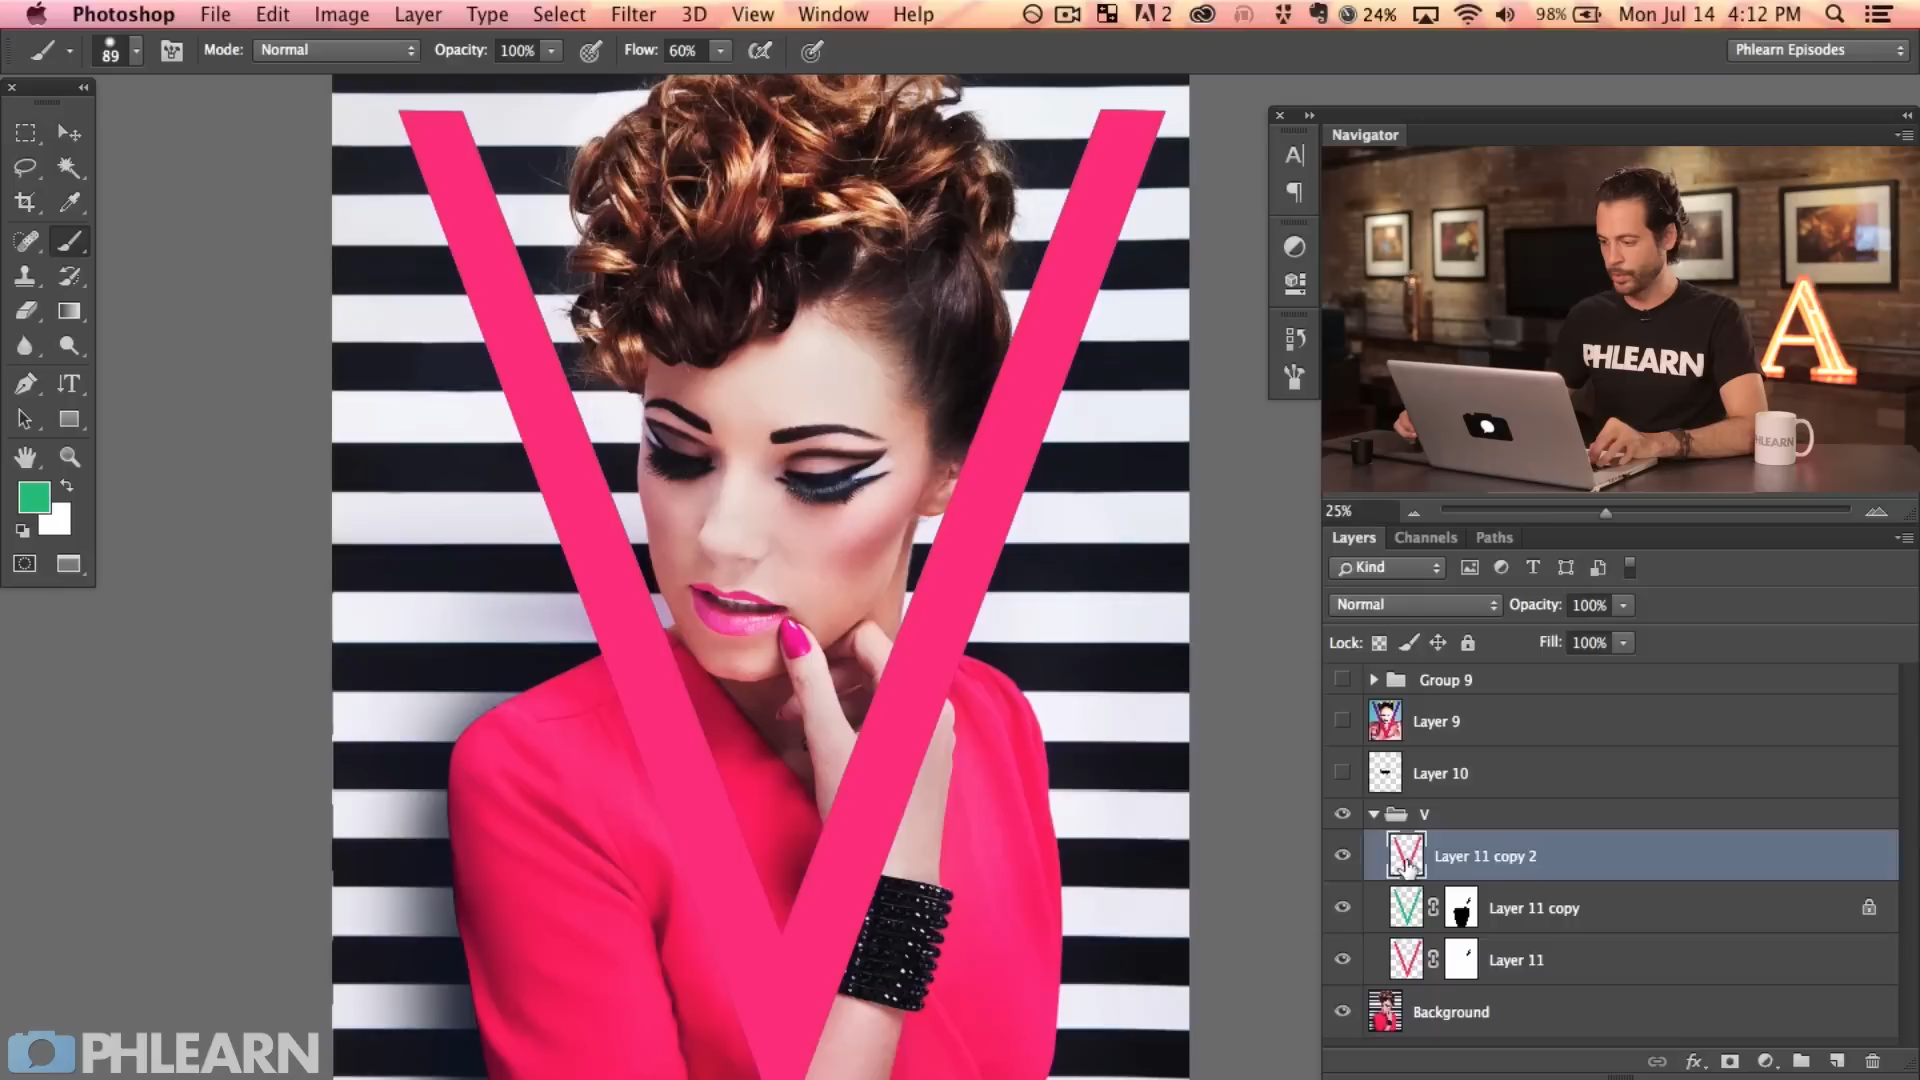 Photoshop File Edit Image Layer Type Select Filter 3D View Window Help 2 24% 98% Mon Jul 14 4:12 PM
89 Mode: Normal Opacity: 100% Flow: 60% Phlearn Episodes
Navigator
A
PHLEARN
PHLEARN
A
T
V
25%
Layers Channels Paths
Kind T
Normal Opacity: 100%
Lock: Fill: 100%
Group 9
Layer 9
Layer 10
V
Layer 11 copy 2
Layer 11 copy
Layer 11
Background
fx
PHLEARN